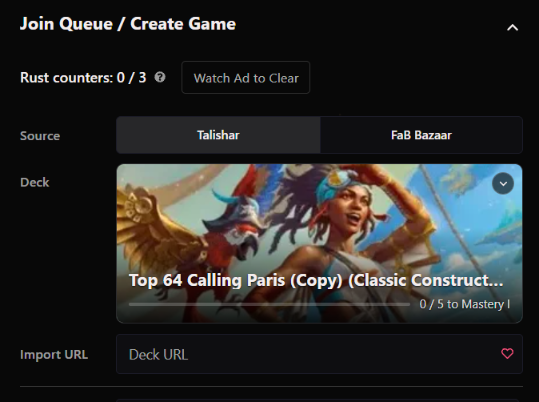 Join Queue / Create Game
Rust counters: 0 / 3 ? Watch Ad to Clear
Source Talishar FaB Bazaar
Deck
Top 64 Calling Paris (Copy) (Classic Construct...
0 / 5 to Mastery I
Import URL Deck URL